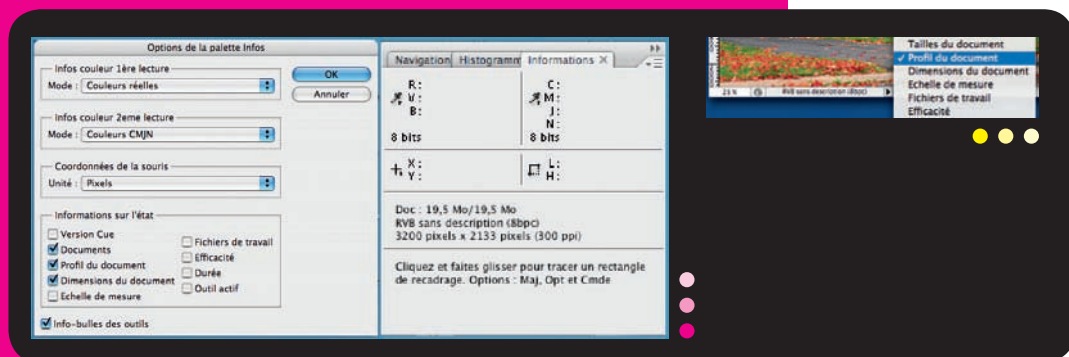 Options de la palette Infos
Infos couleur 1ère lecture
Mode : Couleurs réelles
OK
Annuler
Infos couleur 2eme lecture
Mode : Couleurs CMJN
Coordonnées de la souris
Unité : Pixels
Informations sur l'état
Version Cue
Documents
Profil du document
Dimensions du document
Echelle de mesure
Fichiers de travail
Efficacité
Durée
Outil actif
Info-bulles des outils
Navigation Histogramm Informations X
R :
V :
B :
8 bits
C :
M :
J :
N :
8 bits
X :
Y :
L :
H :
Doc : 19,5 Mo/19,5 Mo
RVB sans description (8bpc)
3200 pixels x 2133 pixels (300 ppi)
Cliquez et faites glisser pour tracer un rectangle
de recadrage. Options : Maj, Opt et Cmde
Tailles du document
Profil du document
Dimensions du document
Echelle de mesure
Fichiers de travail
Efficacité
25 %
RVB sans description (8bpc)